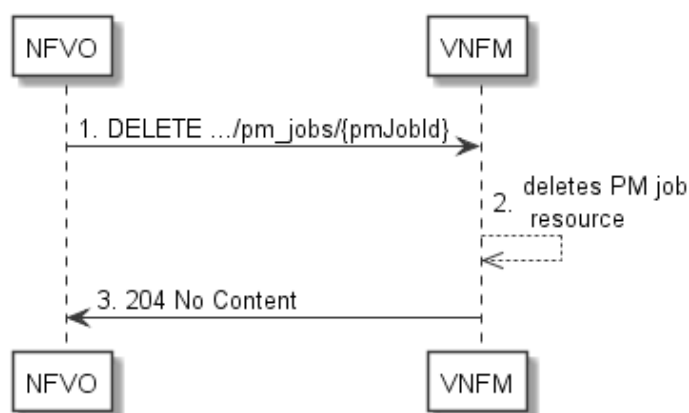 NFVO
VNFM
1. DELETE .../pm_jobs/{pmJobId}
2. deletes PM job
resource
3. 204 No Content
NFVO
VNFM